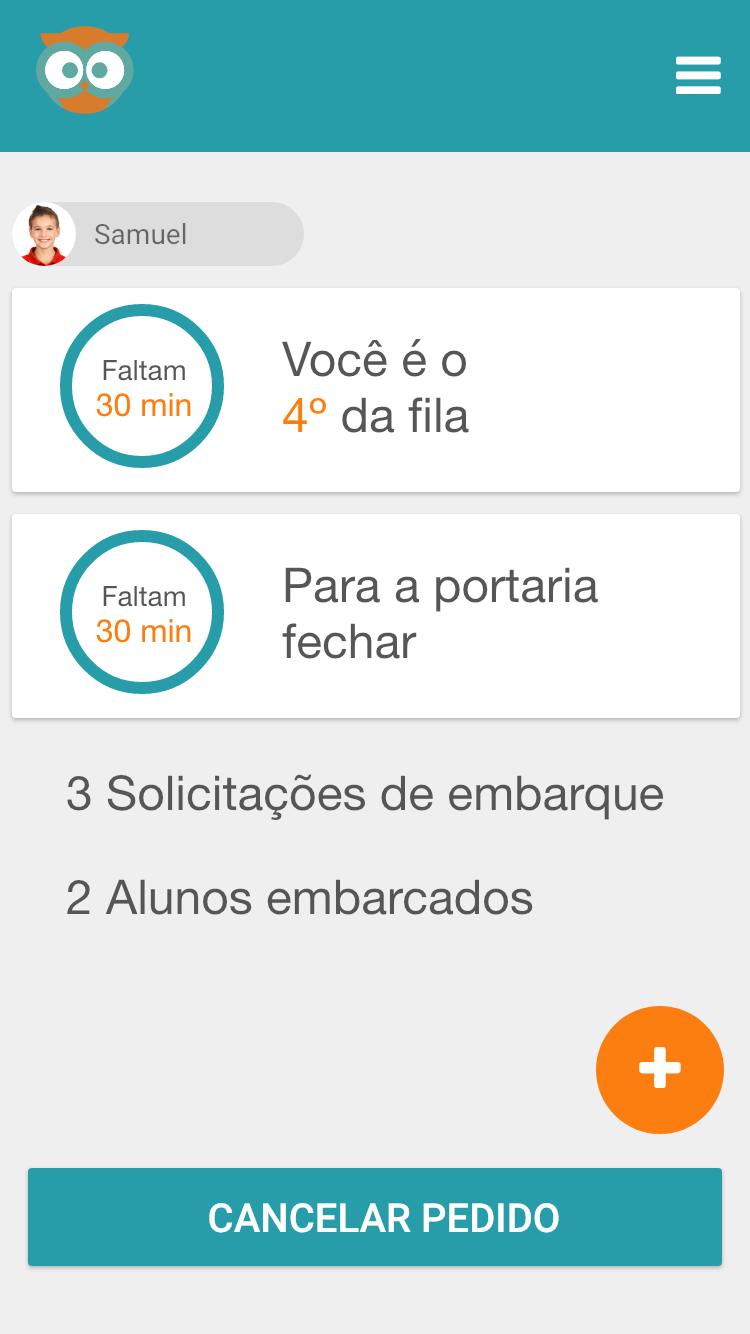 Samuel
Faltam
30 min
Você é o
4º da fila
Faltam
30 min
Para a portaria
fechar
3 Solicitações de embarque
2 Alunos embarcados
CANCELAR PEDIDO